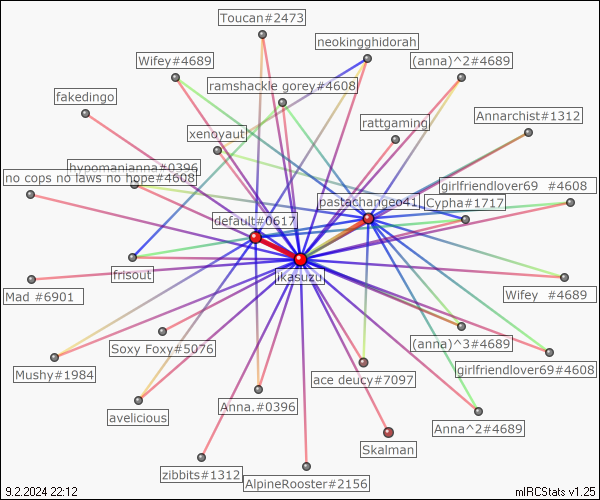 Toucan#2473
neokingghidorah
Wifey#4689
(anna)^2#4689
ramshackle gorey#4608
fakedingo
Annarchist#1312
rattgaming
xenoyaut
hypomanianna#0396
no cops no laws no hope#4608
girlfriendlover69 #4608
pastachangeo41
Cypha#1717
default#0617
frisout
ikasuzu
Mad #6901
Wifey #4689
(anna)^3#4689
Soxy Foxy#5076
girlfriendlover69#4608
Mushy#1984
ace deucy#7097
Anna.#0396
avelicious
Anna^2#4689
Skalman
zibbits#1312
AlpineRooster#2156
9.2.2024 22:12
mIRCStats v1.25